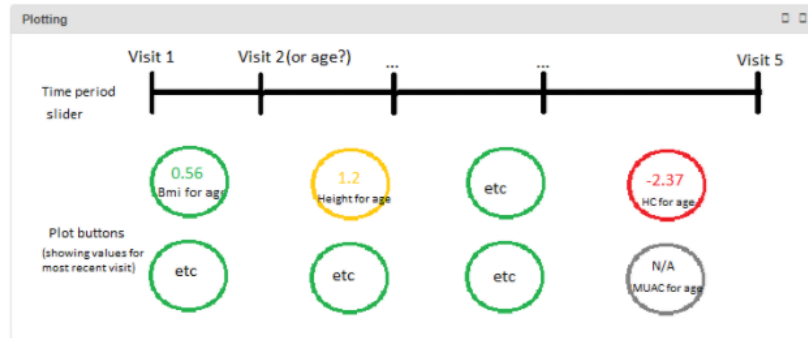 Plotting
Visit 1
Visit 2(or age?)
...
...
Visit 5
Time period
slider
0.56
Bmi for age
1.2
Height for age
etc
-2.37
HC for age
Plot buttons
(showing values for
most recent visit)
etc
etc
etc
N/A
MUAC for age